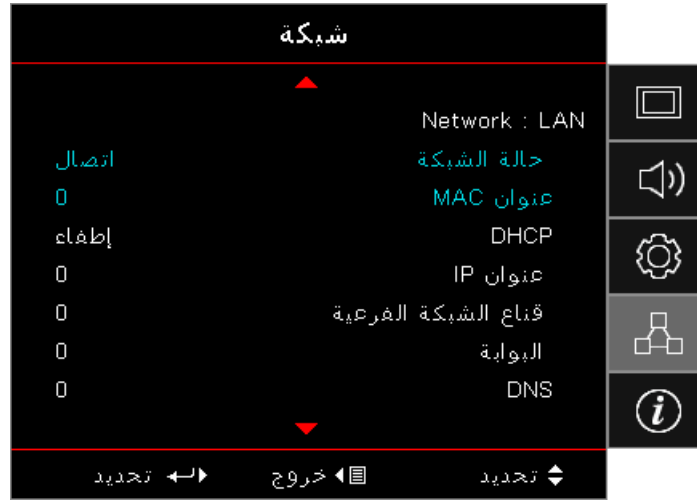 شبكة
Network : LAN
حالة الشبكة اتصال
عنوان MAC 0
DHCP إطفاء
عنوان IP 0
قناع الشبكة الفرعية 0
البوابة 0
DNS 0
تحديد خروج تحديد